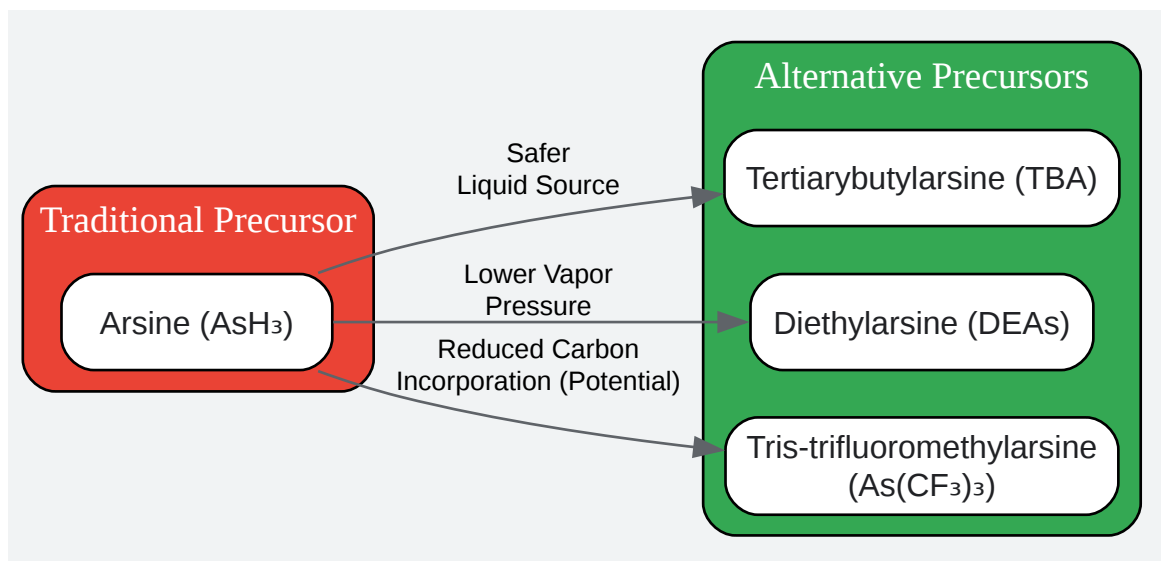 Traditional Precursor
Arsine (AsH₃)
Safer
Liquid Source
Lower Vapor
Pressure
Reduced Carbon
Incorporation (Potential)
Alternative Precursors
Tertiarybutylarsine (TBA)
Diethylarsine (DEAs)
Tris-trifluoromethylarsine
(As(CF₃)₃)